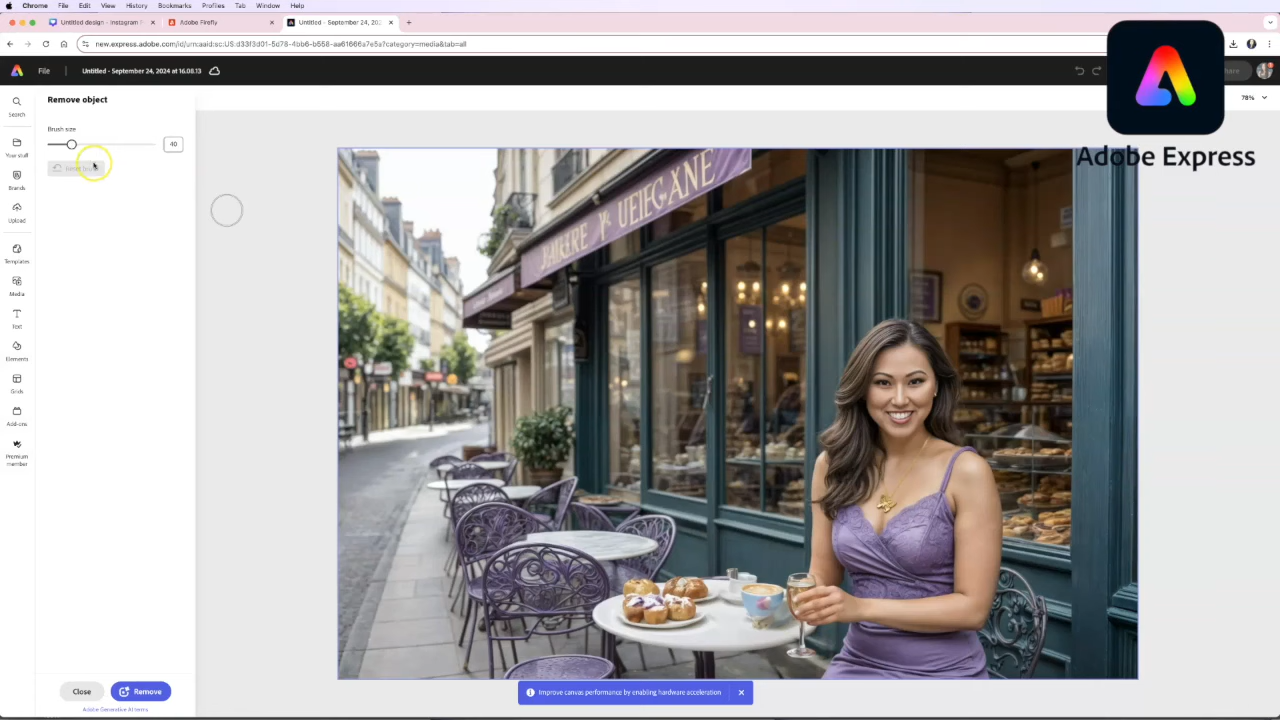 Chrome File Edit View History Bookmarks Profiles Tab Window Help
Untitled design - Instagram P
Adobe Firefly
Untitled - September 24, 202
new.express.adobe.com/id/urn:aaid:sc:US:d33f3d01-5d78-4bb6-b558-aa61666a7e5a?category=media&tab=all
File
Untitled - September 24, 2024 at 16.08.13
78%
Adobe Express
Remove object
Brush size
40
Search
Your stuff
Brands
Upload
Templates
Media
Text
Elements
Grids
Add-ons
Premium
member
Close
Remove
Adobe Generative AI terms
Improve canvas performance by enabling hardware acceleration